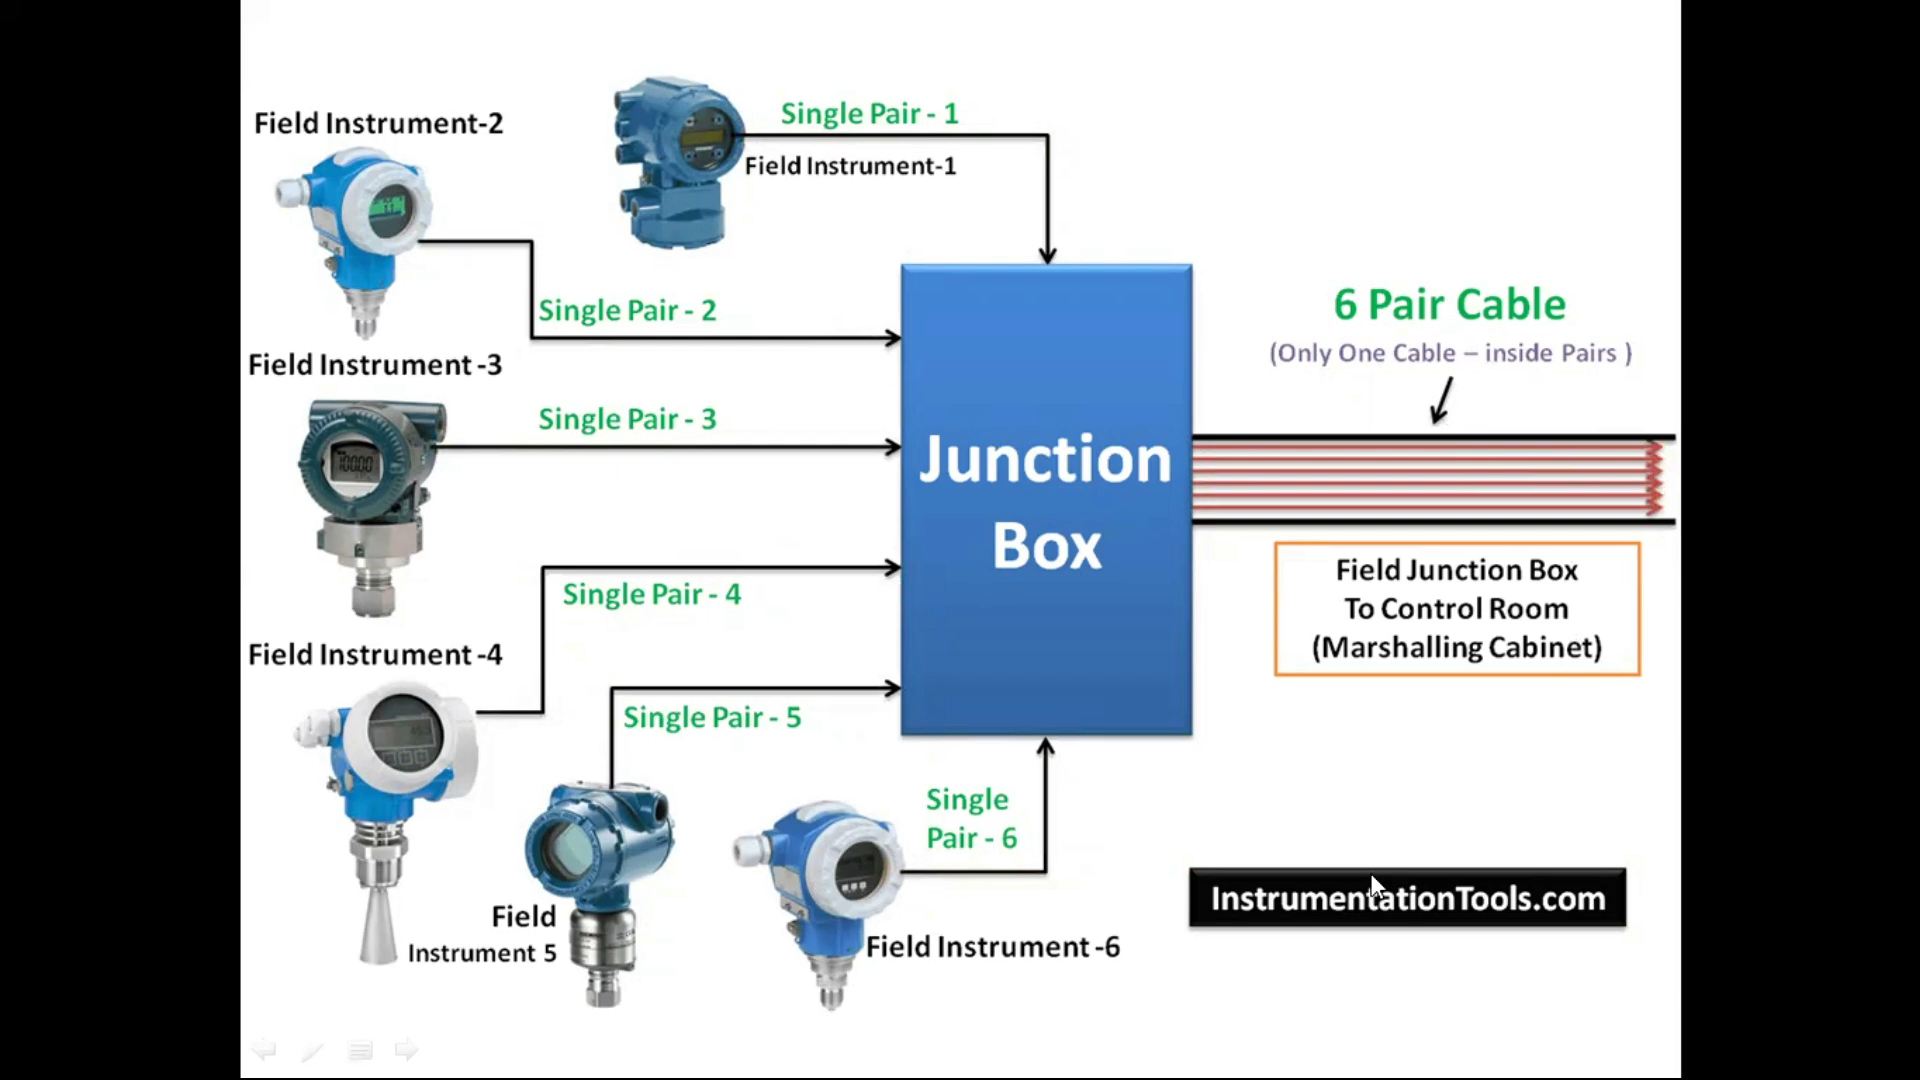 Field Instrument-2
Single Pair - 1
Field Instrument-1
Single Pair - 2
6 Pair Cable
(Only One Cable – inside Pairs )
Field Instrument -3
Single Pair - 3
100.00
Junction
Box
Single Pair - 4
Field Junction Box
To Control Room
(Marshalling Cabinet)
Field Instrument -4
Single Pair - 5
Single
Pair - 6
Field
Instrument 5
Field Instrument -6
InstrumentationTools.com